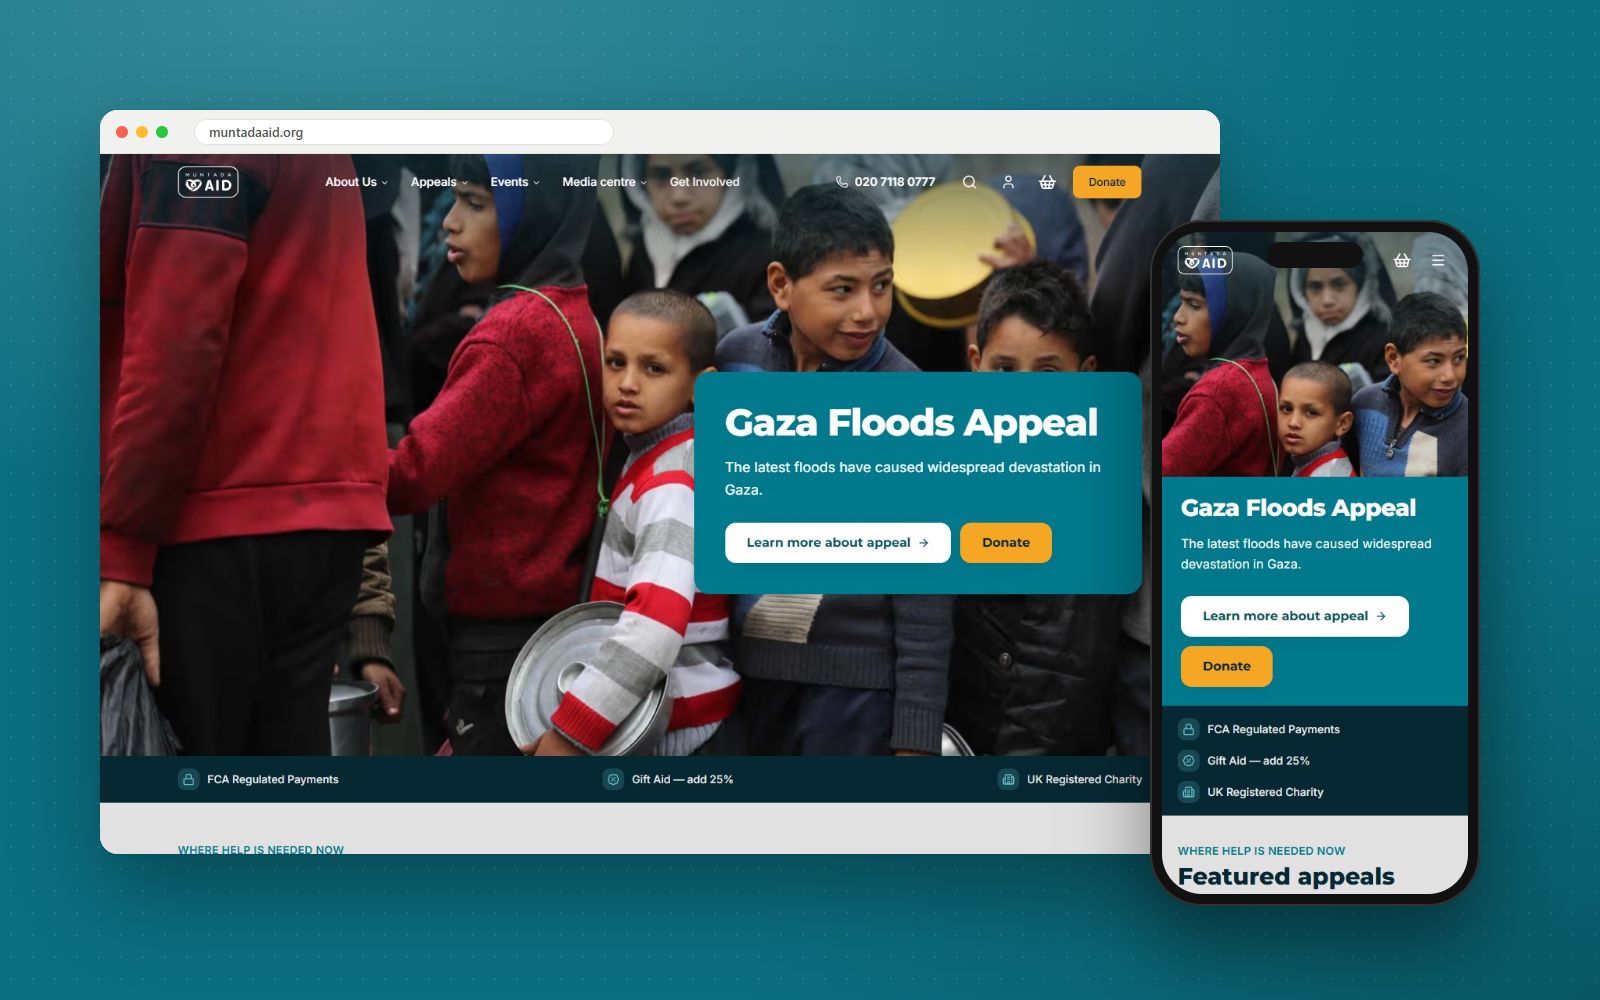 muntadaaid.org
MUNTADA
AID
About Us
Appeals
Events
Media centre
Get Involved
020 7118 0777
Donate
Gaza Floods Appeal
The latest floods have caused widespread devastation in
Gaza.
Learn more about appeal →
Donate
FCA Regulated Payments
Gift Aid — add 25%
UK Registered Charity
WHERE HELP IS NEEDED NOW
MUNTADA
AID
Gaza Floods Appeal
The latest floods have caused widespread
devastation in Gaza.
Learn more about appeal →
Donate
FCA Regulated Payments
Gift Aid — add 25%
UK Registered Charity
WHERE HELP IS NEEDED NOW
Featured appeals